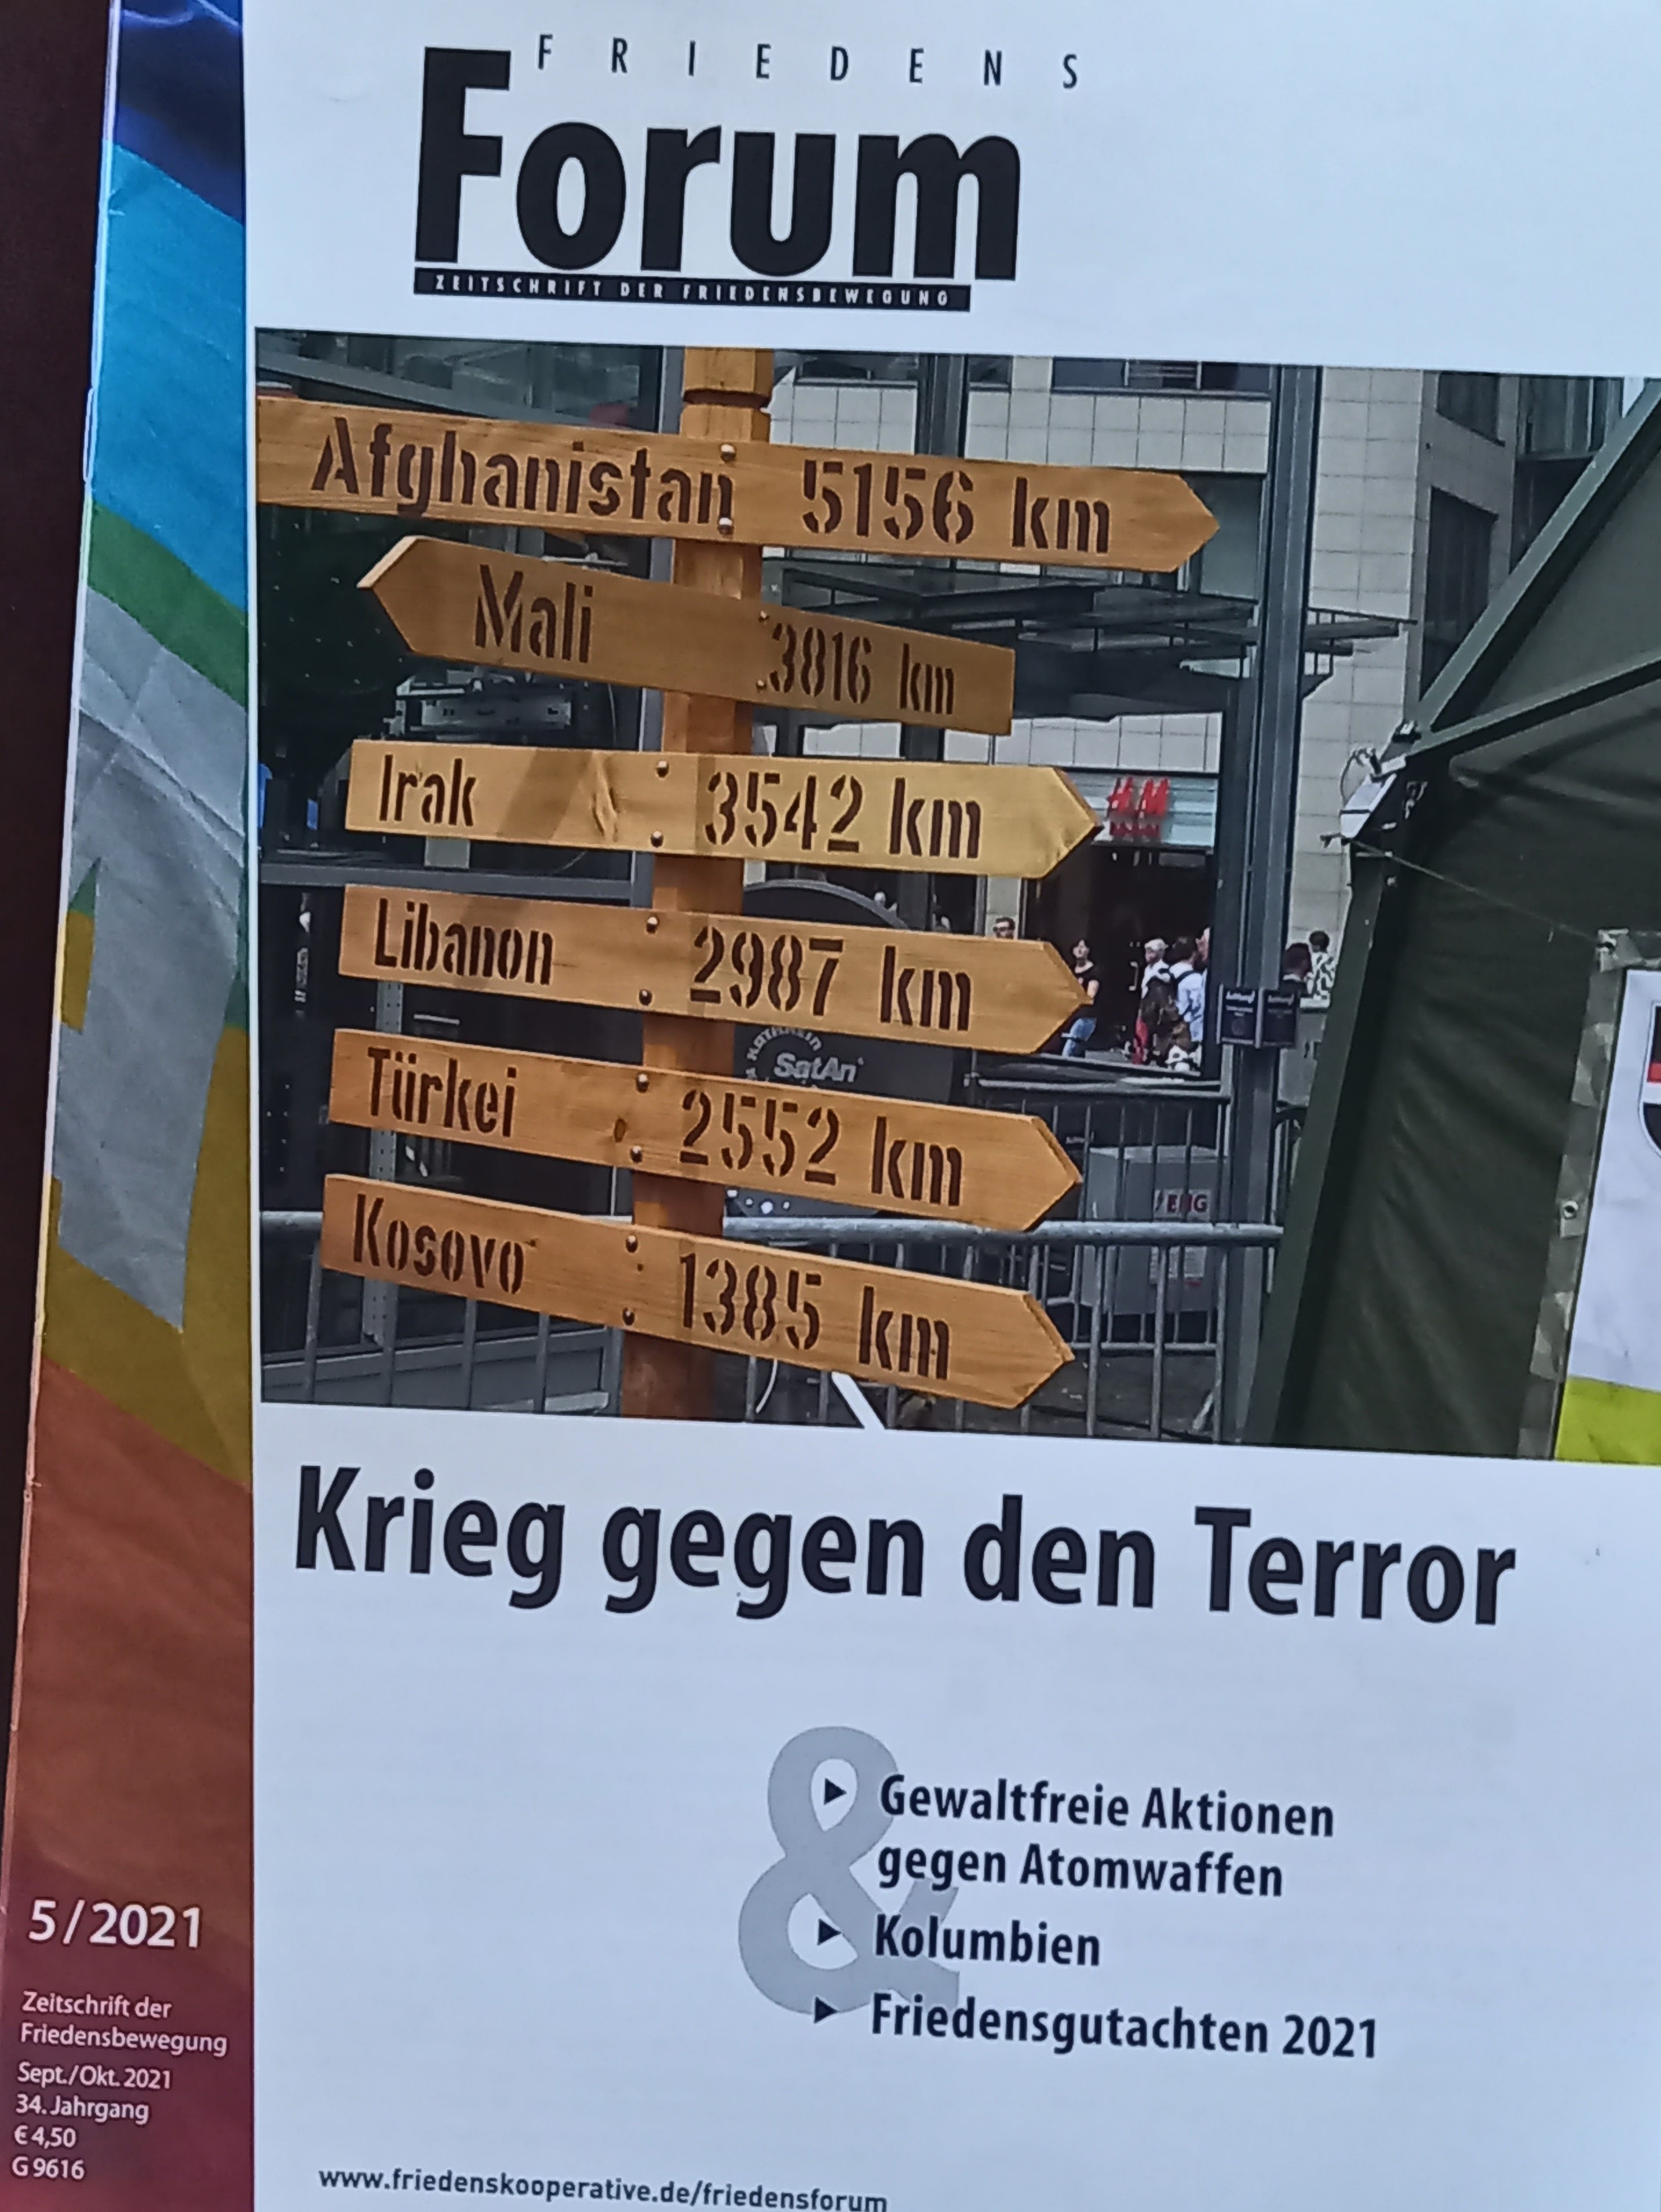 FRIEDENS
Forum
ZEITSCHRIFT DER FRIEDENSBEWEGUNG
Afghanistan 5156 km
Mali 3816 km
Irak 3542 km
H&M
Libanon 2987 km
SatAn
Türkei 2552 km
Kosovo 1385 km
Krieg gegen den Terror
&
▶ Gewaltfreie Aktionen
gegen Atomwaffen
▶ Kolumbien
▶ Friedensgutachten 2021
5/2021
Zeitschrift der
Friedensbewegung
Sept./Okt. 2021
34. Jahrgang
€ 4,50
G 9616
www.friedenskooperative.de/friedensforum